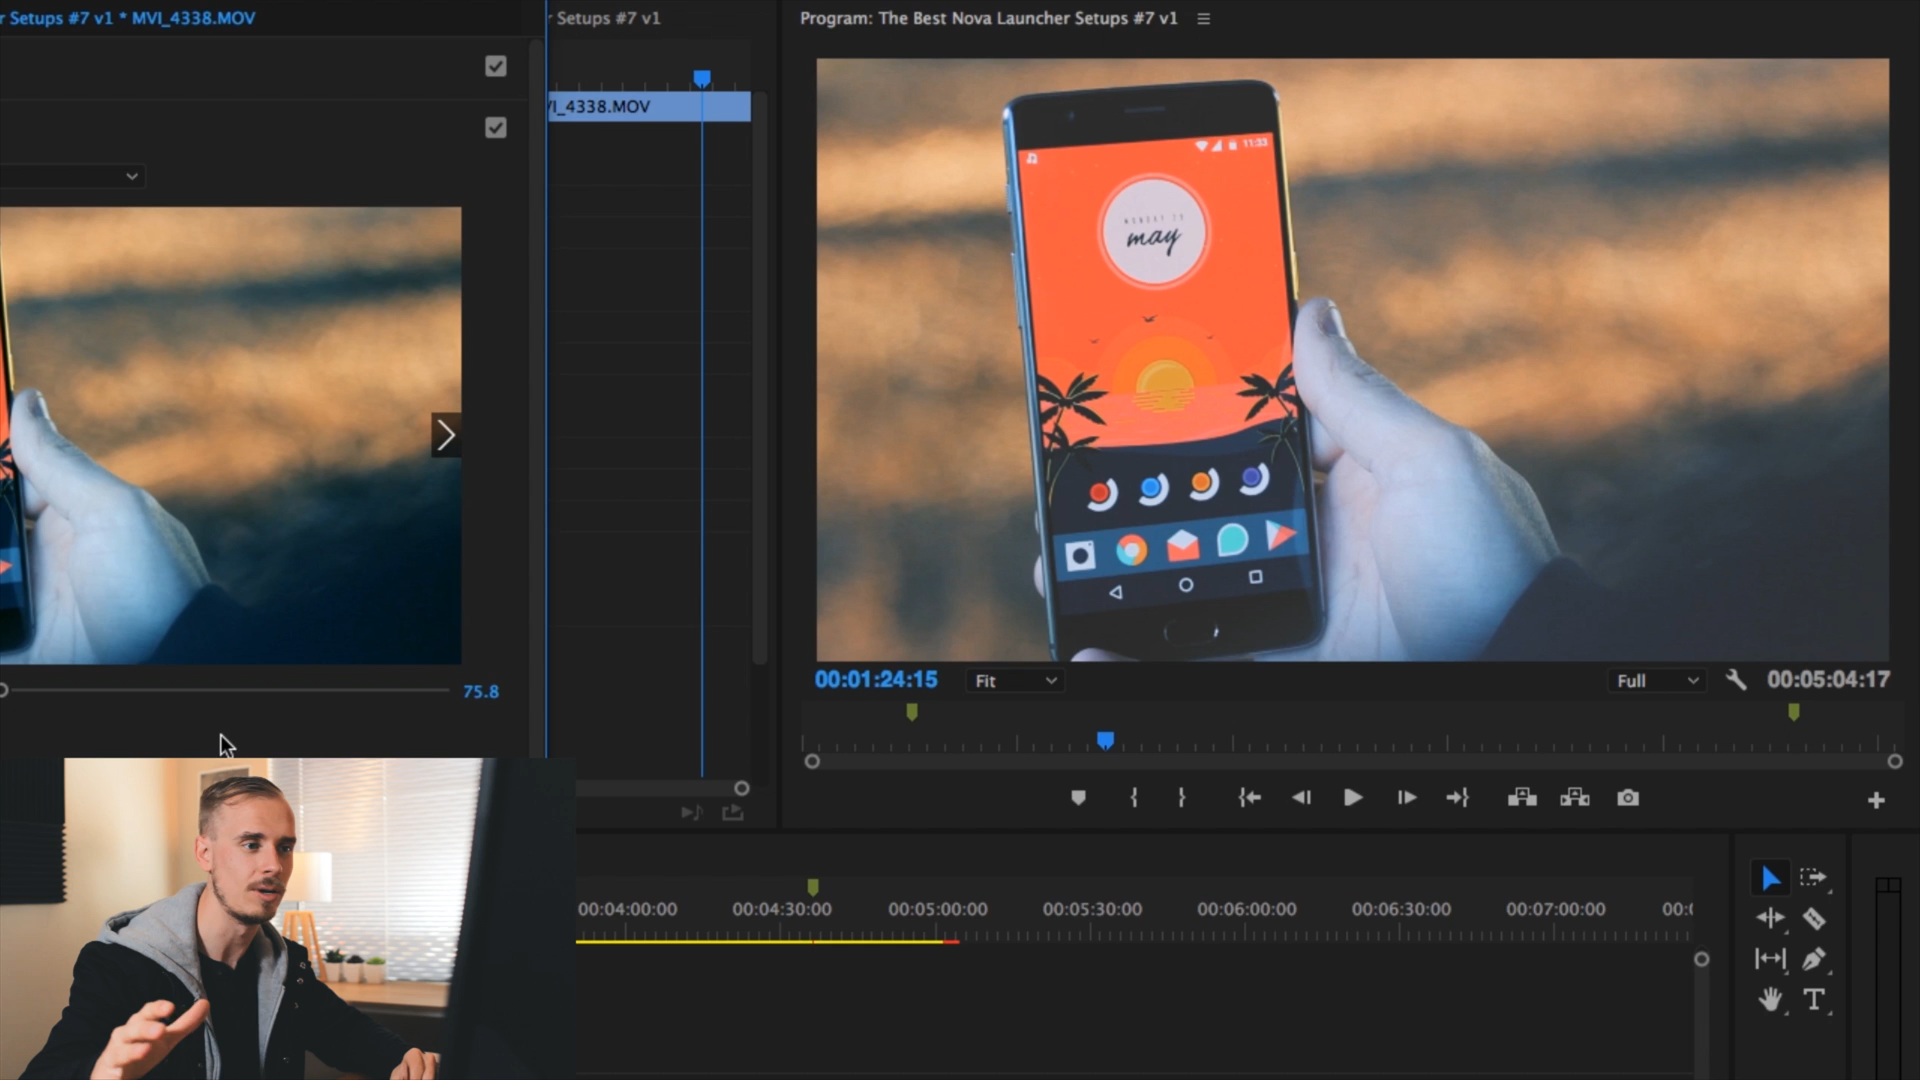 r Setups #7 v1 * MVI_4338.MOV
r Setups #7 v1
Program: The Best Nova Launcher Setups #7 v1
VI_4338.MOV
11:33
may
75.8
00:01:24:15
Fit
Full
00:05:04:17
00:04:00:00
00:04:30:00
00:05:00:00
00:05:30:00
00:06:00:00
00:06:30:00
00:07:00:00
00:0